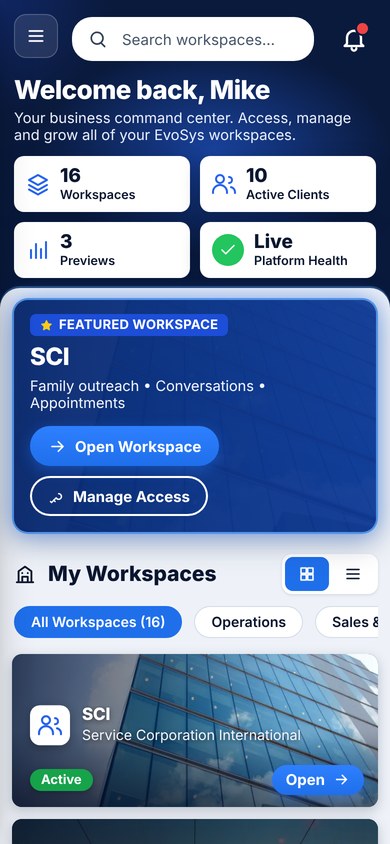 Search workspaces...
Welcome back, Mike
Your business command center. Access, manage
and grow all of your EvoSys workspaces.
16
Workspaces
10
Active Clients
3
Previews
Live
Platform Health
FEATURED WORKSPACE
SCI
Family outreach • Conversations •
Appointments
Open Workspace
Manage Access
My Workspaces
All Workspaces (16)
Operations
Sales &
SCI
Service Corporation International
Active
Open